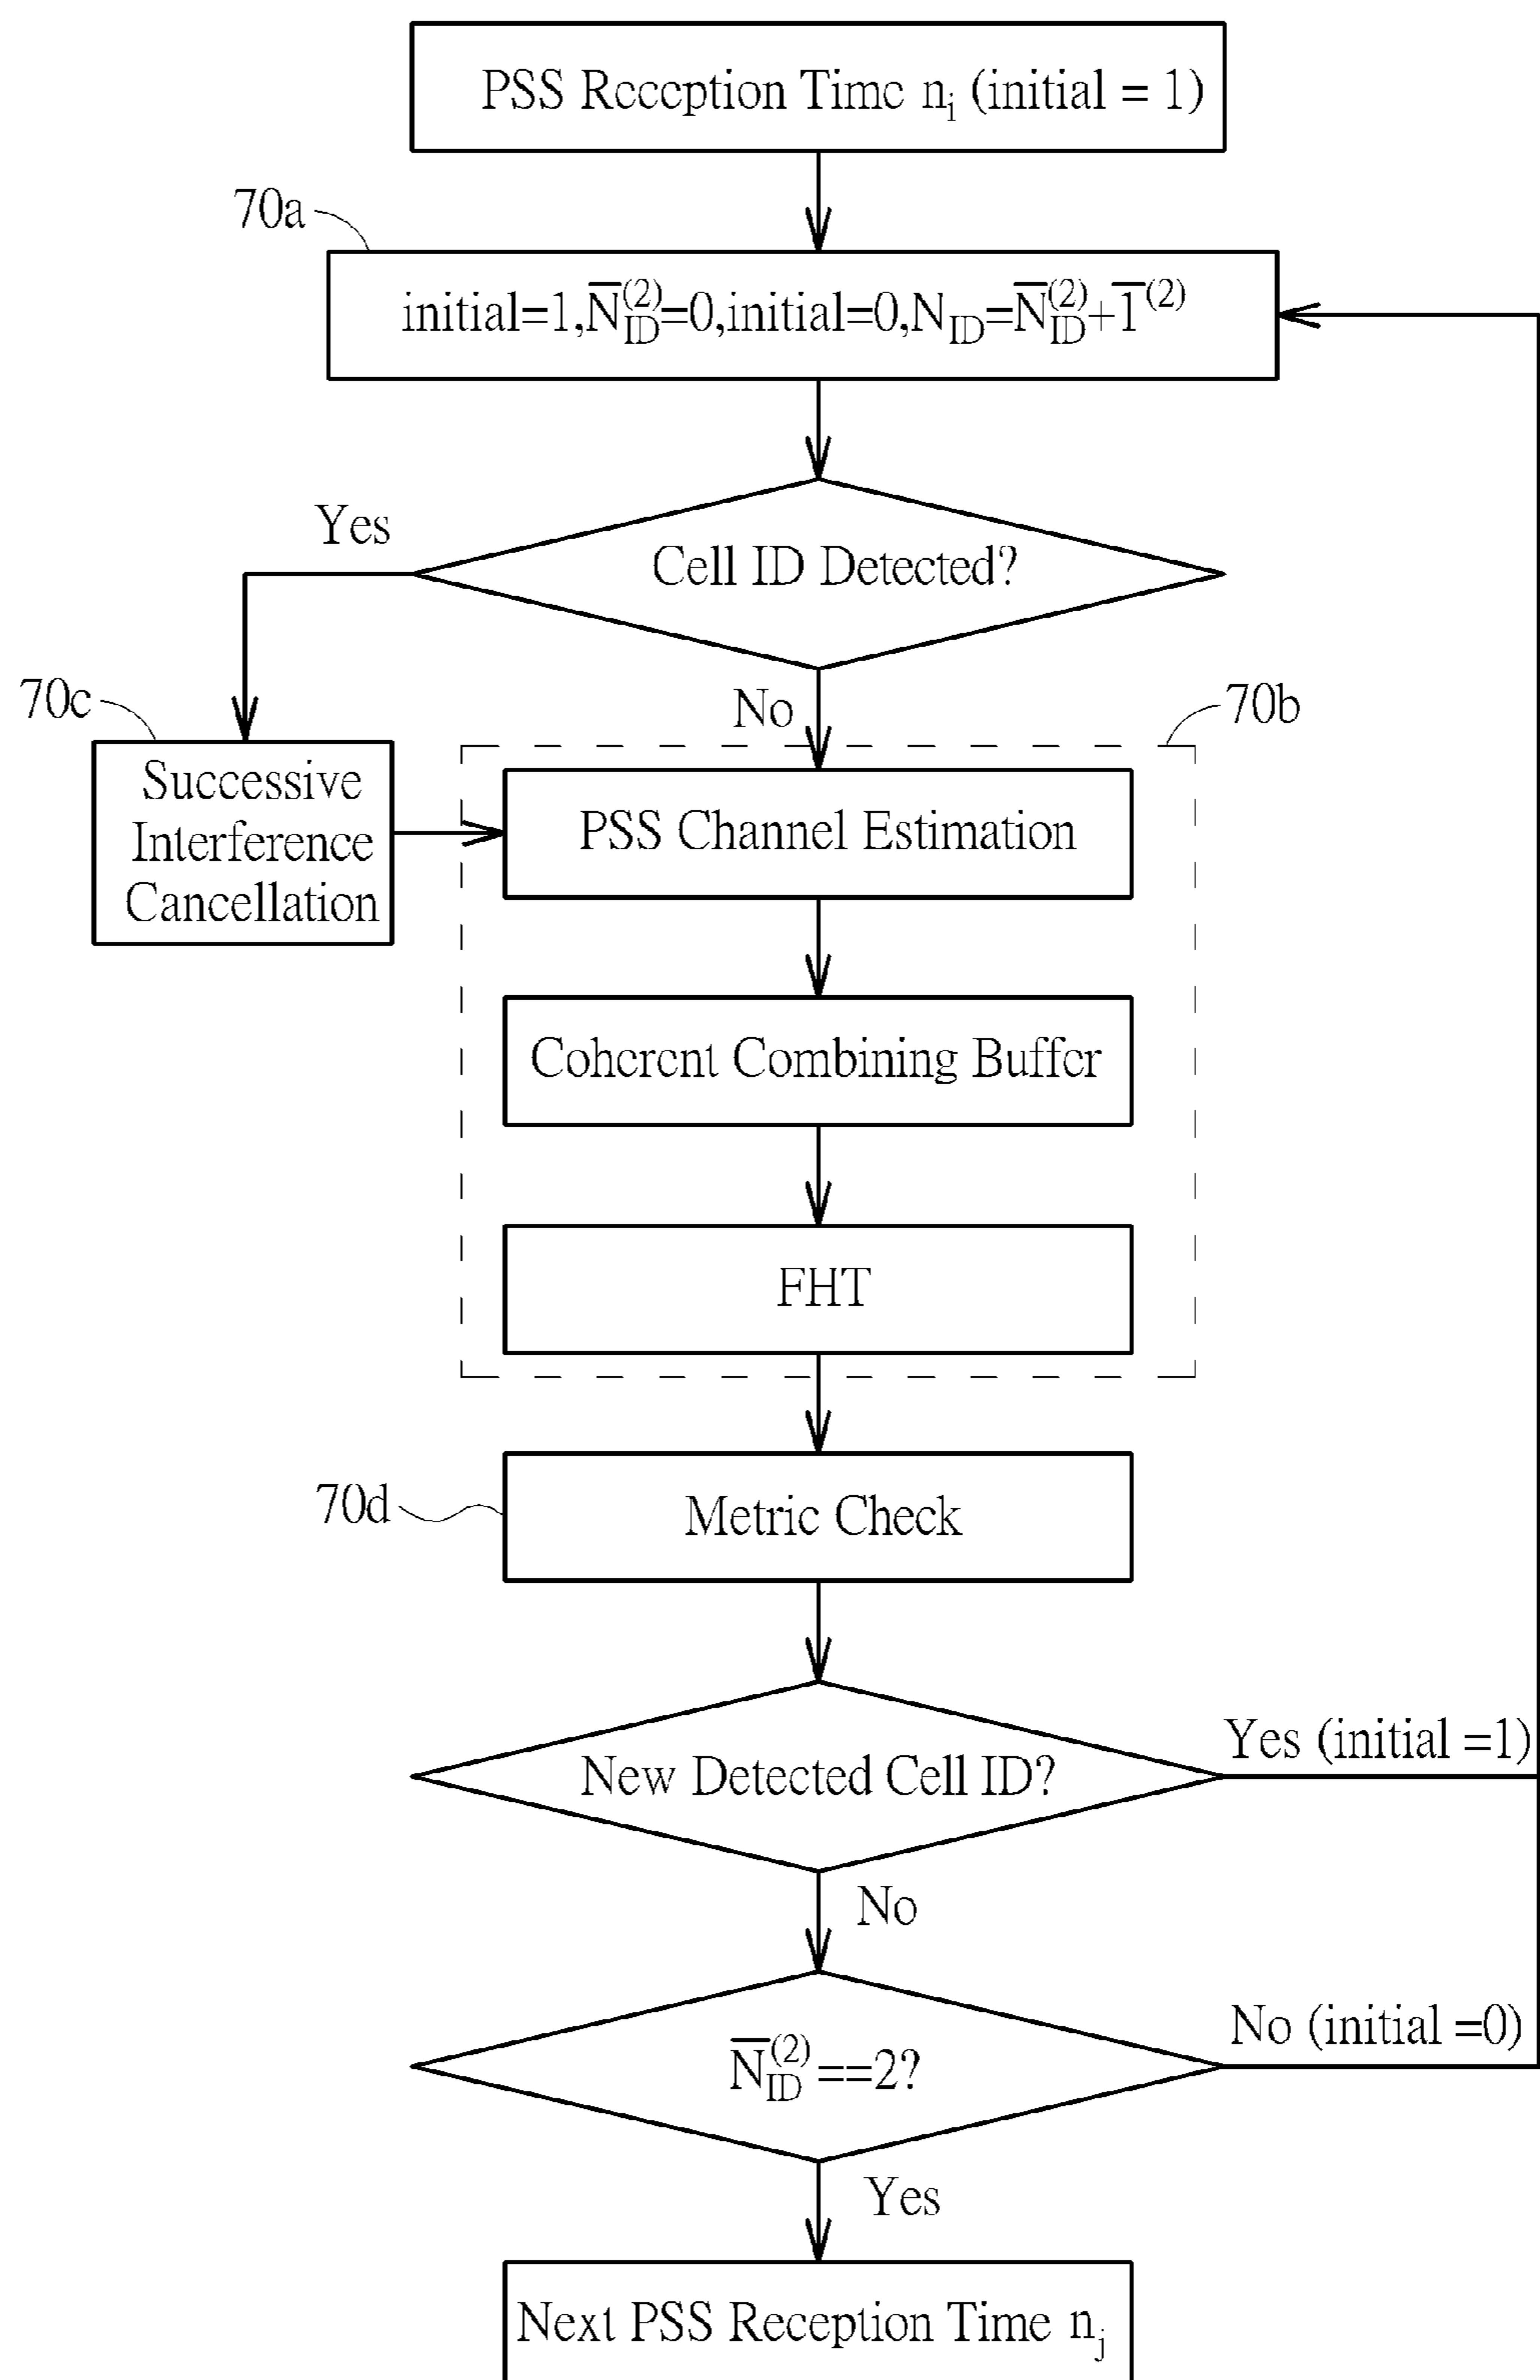 PSS Reception Time n_i (initial = 1)
70a
initial=1,N̅_ID^(2)=0,initial=0,N_ID=N̅_ID^(2)+1̅^(2)
Yes
Cell ID Detected?
70c
No
70b
Successive
Interference
Cancellation
PSS Channel Estimation
Coherent Combining Buffer
FHT
70d
Metric Check
New Detected Cell ID?
Yes (initial =1)
No
N̅_ID^(2)==2?
No (initial =0)
Yes
Next PSS Reception Time n_j